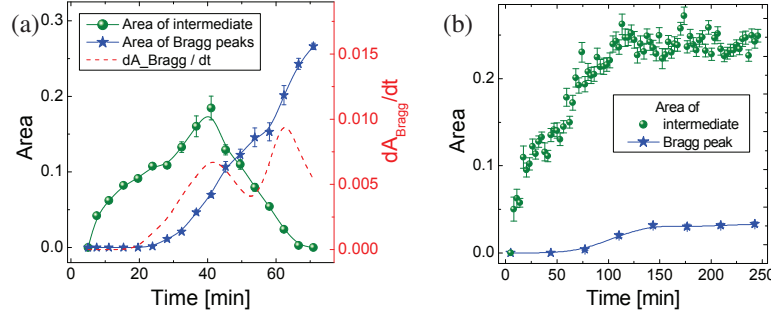 (a)
Area of intermediate
Area of Bragg peaks
dA_Bragg / dt
0.3
0.2
0.1
0.0
Area
0.015
0.010
0.005
0.000
dA_Bragg/dt
0 20 40 60
Time [min]
(b)
0.2
0.1
0.0
Area
Area of
intermediate
Bragg peak
0 50 100 150 200 250
Time [min]